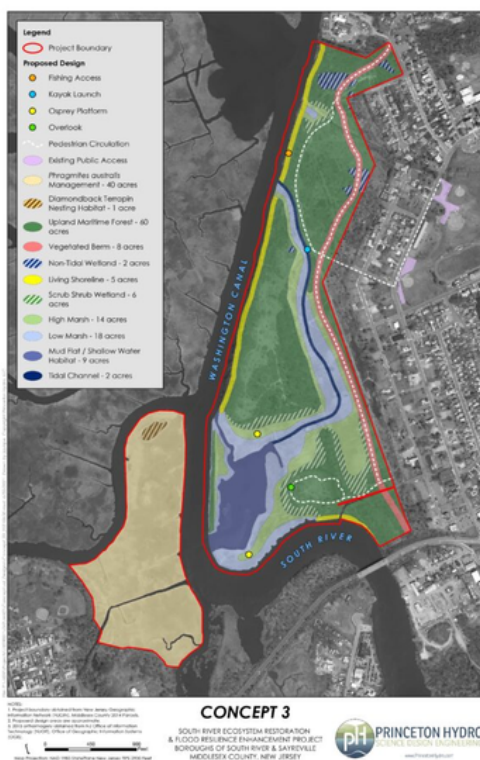 Legend
Project Boundary
Proposed Design
Fishing Access
Kayak Launch
Osprey Platform
Overlook
Pedestrian Circulation
Existing Public Access
Phragmites australis
Management - 40 acres
Diamondback Terrapin
Nesting Habitat - 1 acre
Upland Maritime Forest - 60
acres
Vegetated Berm - 8 acres
Non-Tidal Wetland - 2 acres
Living Shoreline - 5 acres
Scrub Shrub Wetland - 6
acres
High Marsh - 14 acres
Low Marsh - 18 acres
Mud Flat / Shallow Water
Habitat - 9 acres
Tidal Channel - 2 acres
WASHINGTON CANAL
SOUTH RIVER
NOTES:
CONCEPT 3
SOUTH RIVER ECOSYSTEM RESTORATION
& FLOOD RESILIENCE ENHANCEMENT PROJECT
BOROUGHS OF SOUTH RIVER & SAYREVILLE
MIDDLESEX COUNTY, NEW JERSEY
pH
PRINCETON HYDRO
SCIENCE DESIGN ENGINEERING